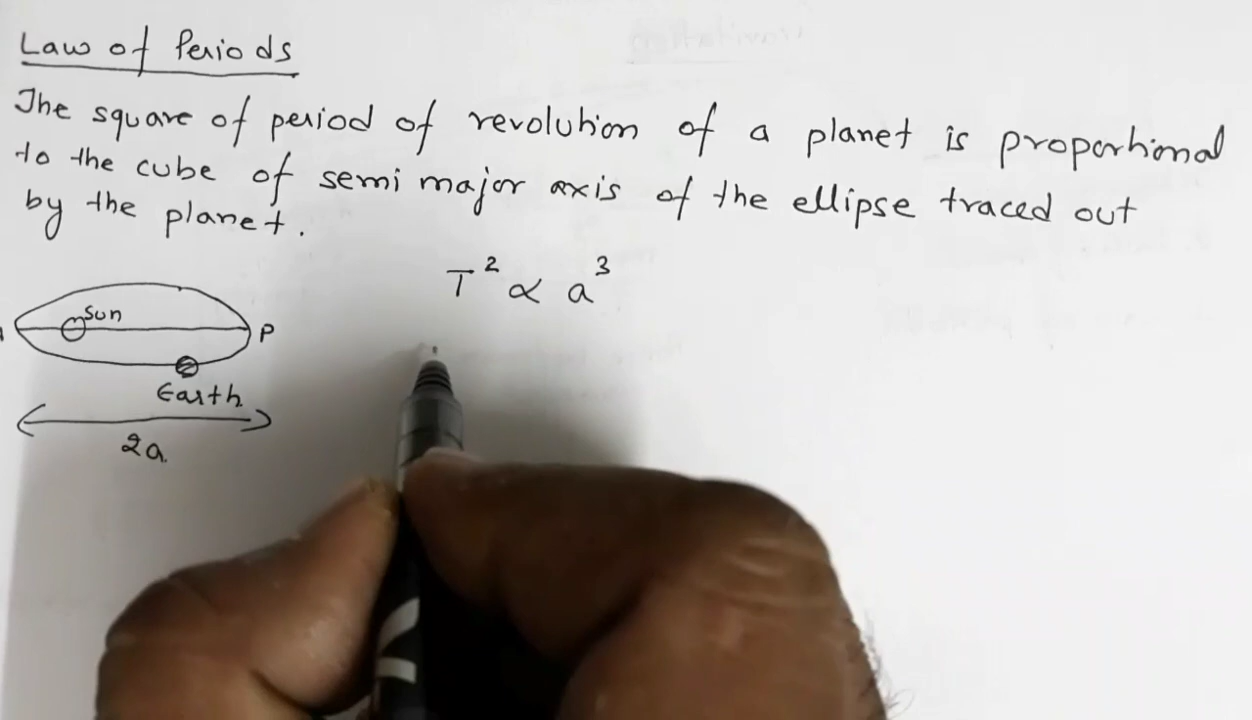 Law of Periods
The square of period of revolution of a planet is proportional
to the cube of semi major axis of the ellipse traced out
by the planet.
T² ∝ a³
Sun
P
Earth
2a